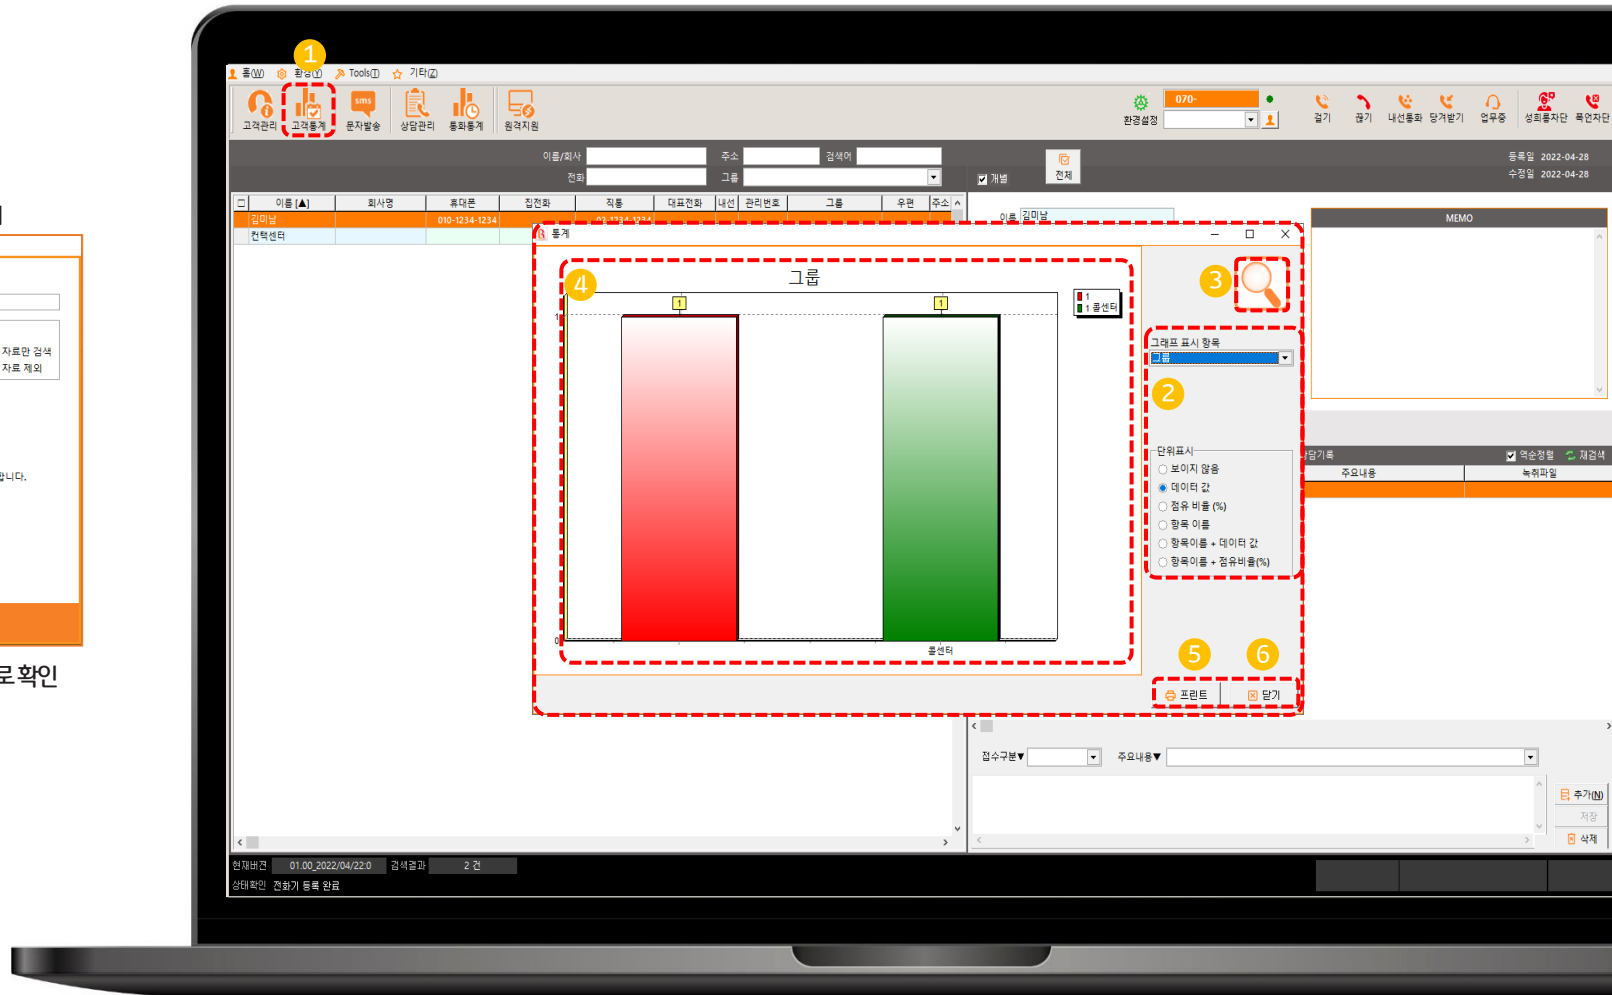 1
홈(W) 환경(Y) Tools(T) 기타(Z)
고객관리 고객통계 sms 문자발송 상담관리 통화통계 원격지원
환경설정 070-
걸기 끊기 내선통화 당겨받기 업무중 성희롱차단 폭언차단
이름/회사 주소 검색어
전화 그룹
개별 전체
등록일 2022-04-28
수정일 2022-04-28
이름 [▲] 회사명 휴대폰 집전화 직통 대표전화 내선 관리번호 그룹 우편 주소
김미남 010-1234-1234 02-1234-1234
컨택센터
이름 김미남
MEMO
통계
4
그룹
3
1 1
1
1 콜센터
1
0
콜센터
그래프 표시 항목
그룹
2
단위표시
보이지 않음
데이터 값
점유 비율 (%)
항목 이름
항목이름 + 데이터 값
항목이름 + 점유비율(%)
5 6
프린트 닫기
상담기록 역순정렬 재검색
주요내용 녹취파일
접수구분▼ 주요내용▼
추가(N)
저장
삭제
현재버견 01.00_2022/04/22:0 검색결과 2 건
상태확인 전화기 등록 완료
자료만 검색
자료 제외
합니다.
로 확인